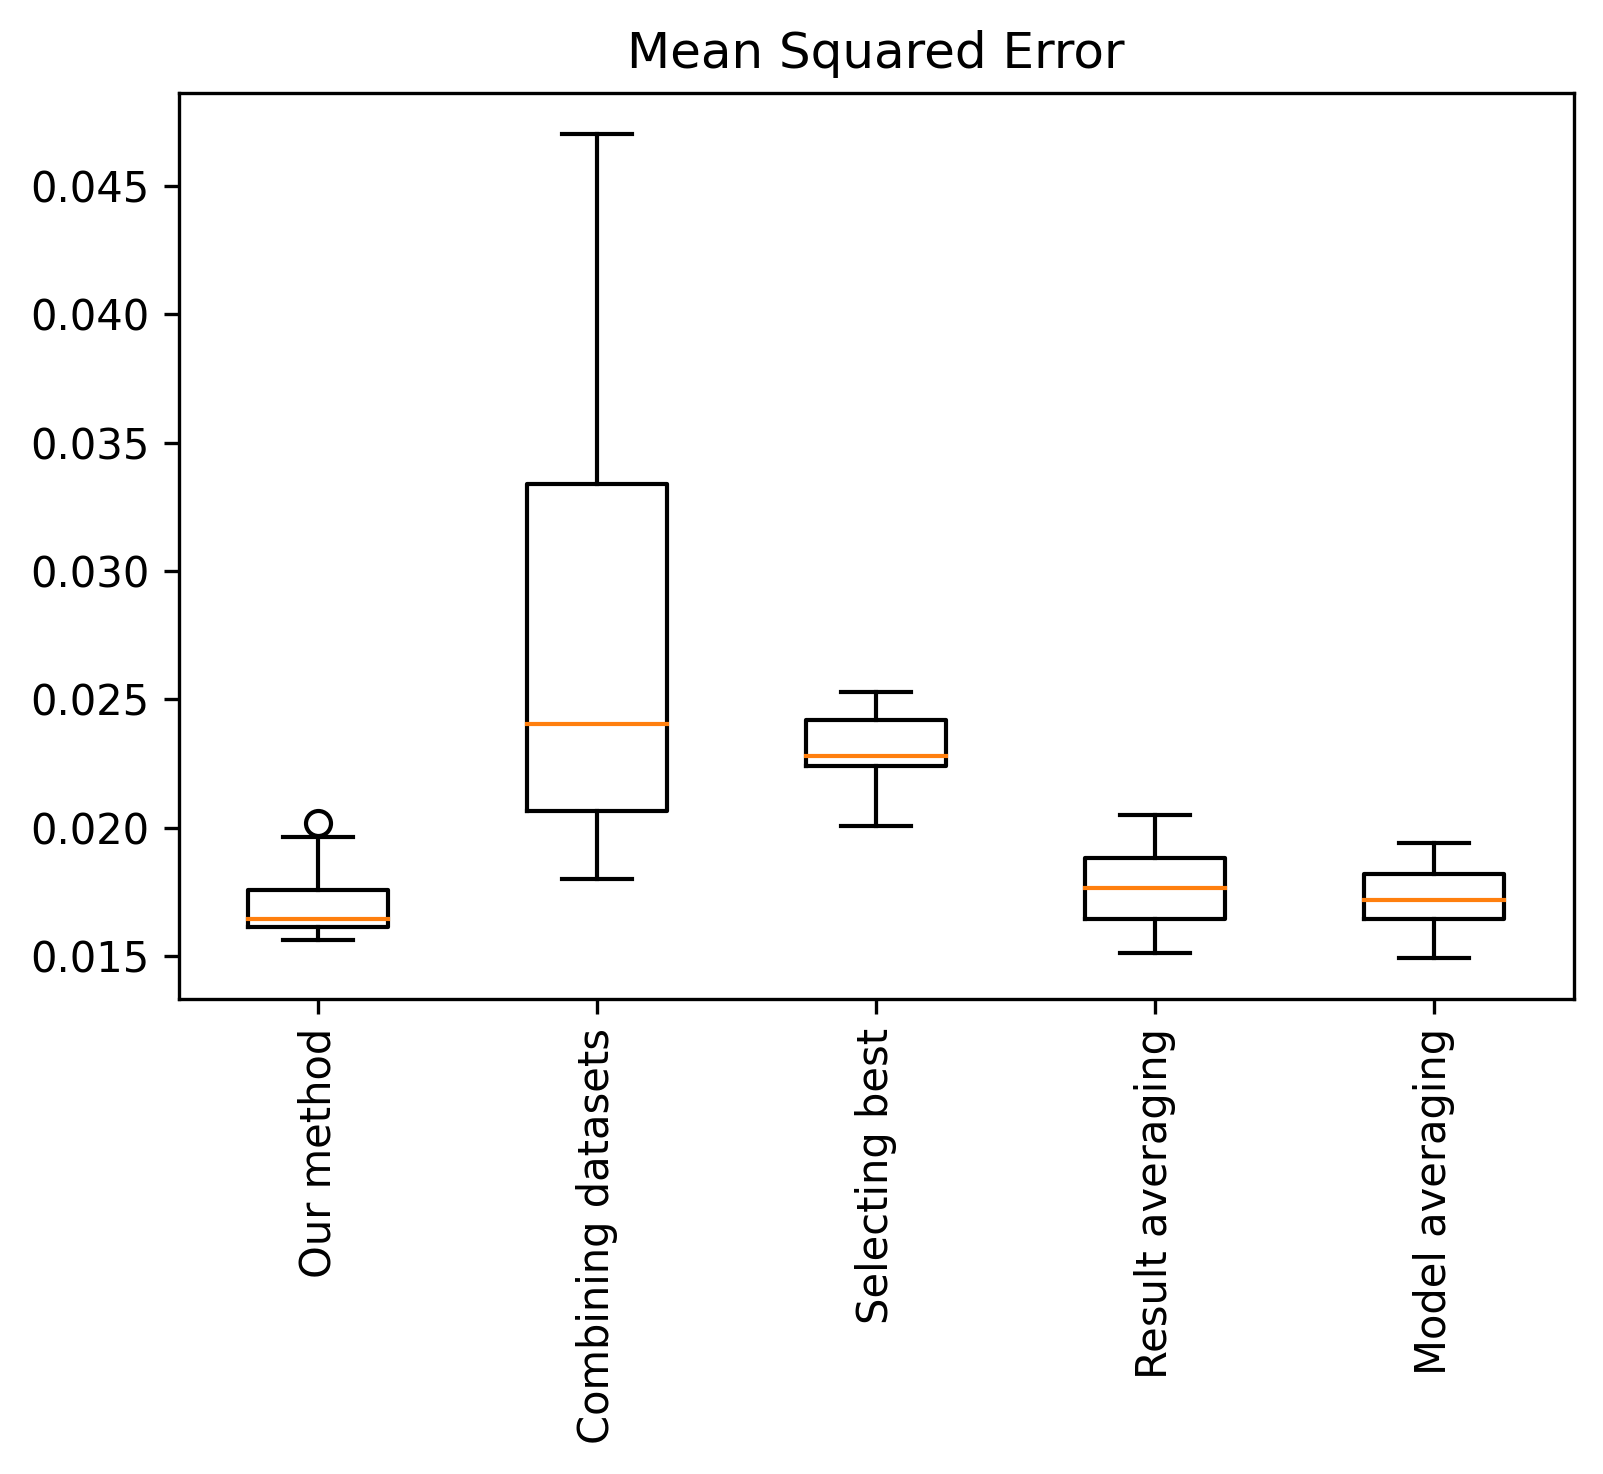 Mean Squared Error
0.045
0.040
0.035
0.030
0.025
0.020
0.015
Our method
Combining datasets
Selecting best
Result averaging
Model averaging